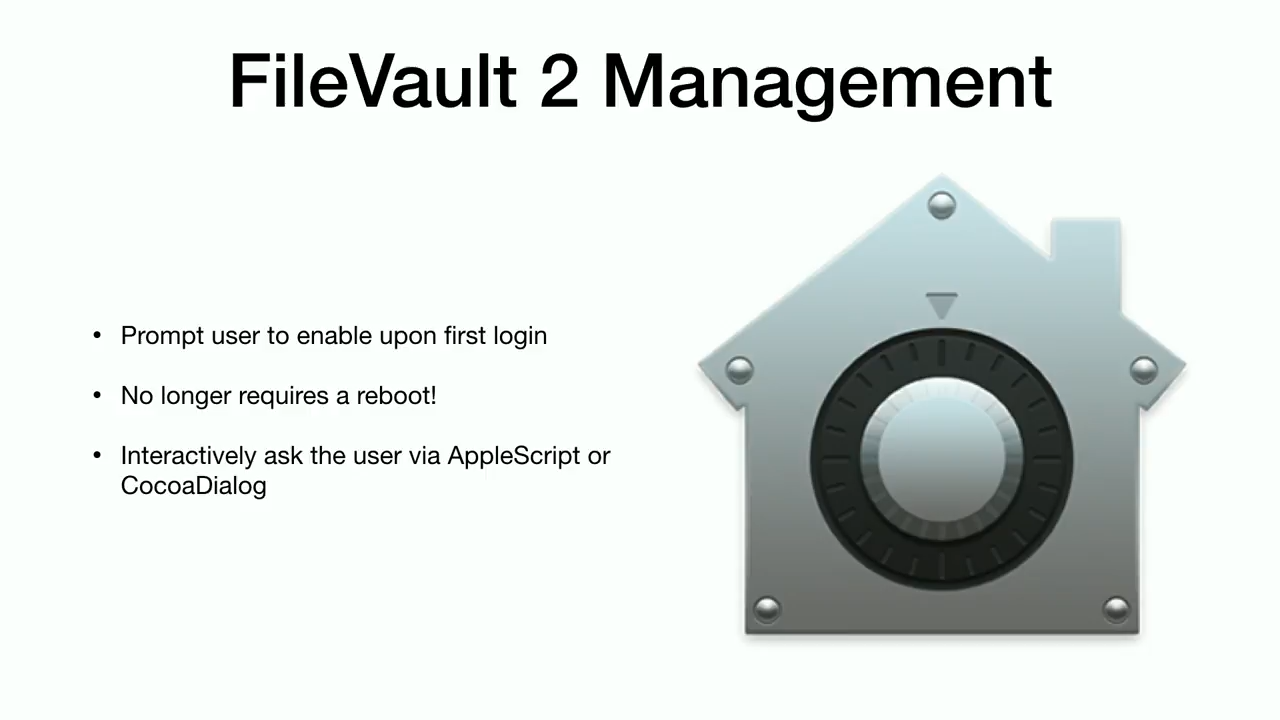 FileVault 2 Management
• Prompt user to enable upon first login
• No longer requires a reboot!
• Interactively ask the user via AppleScript or
CocoaDialog